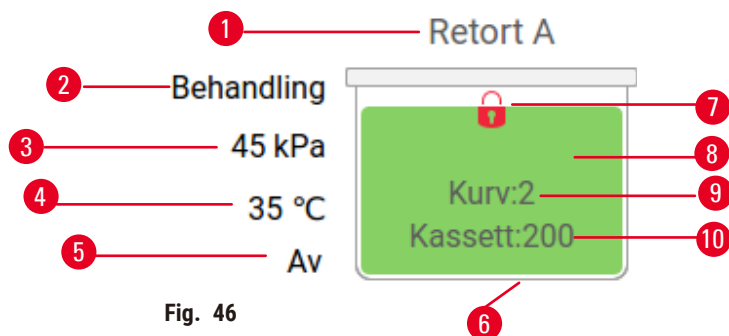 1 Retort A
2 Behandling
7
3 45 kPa
8
4 35 °C
Kurv:2 9
Kassett:200 10
5 Av
Fig. 46
6